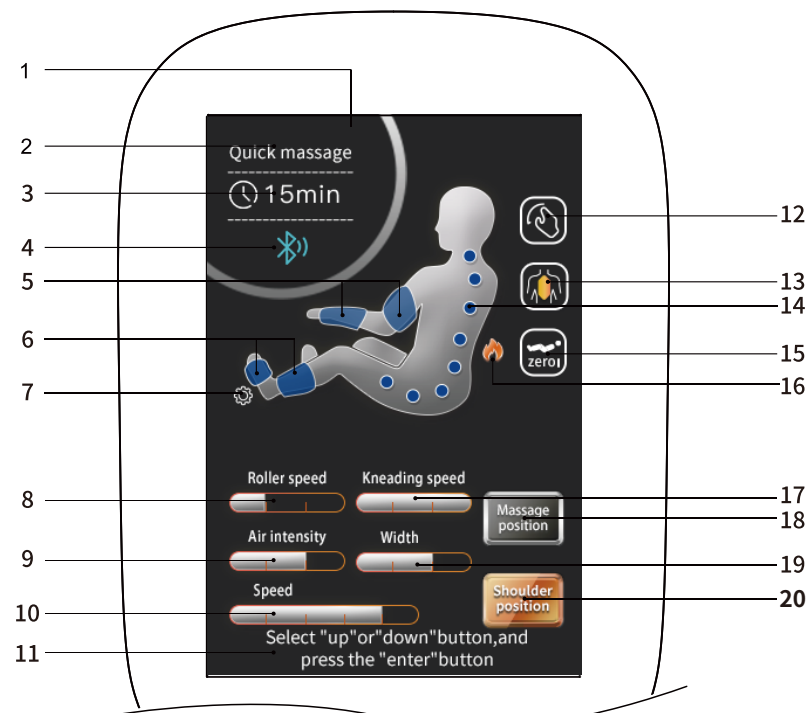 1
2
Quick massage
3
15min
4
12
5
13
14
6
15
zero
16
7
Roller speed
Kneading speed
17
8
Massage
position
18
Air intensity
Width
9
19
Speed
Shoulder
position
20
10
Select "up"or"down"button,and
press the "enter"button
11